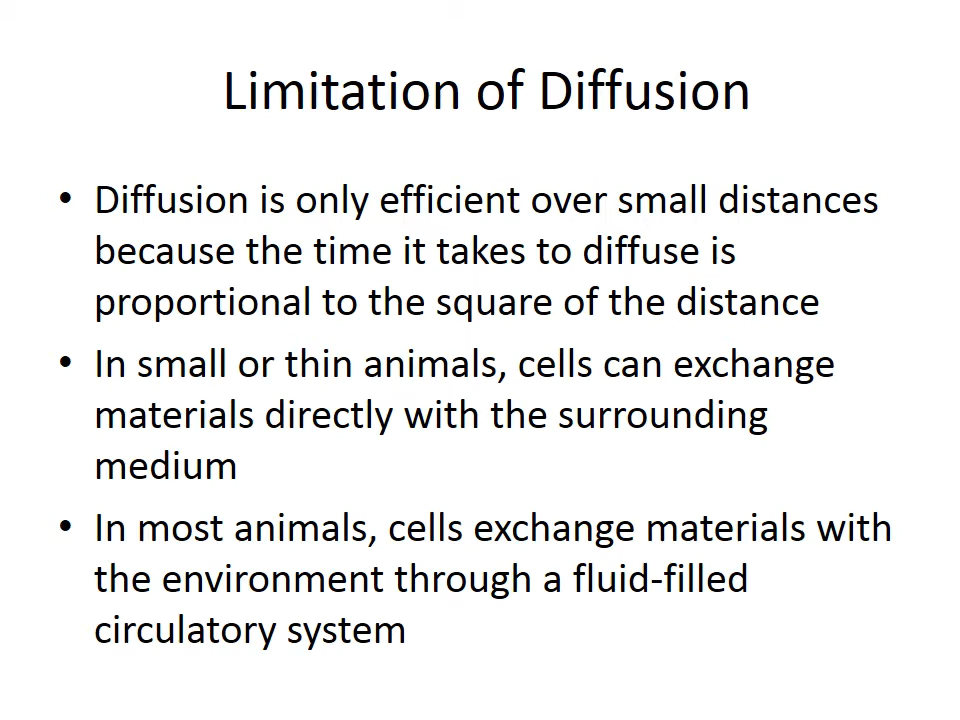 Limitation of Diffusion
• Diffusion is only efficient over small distances
because the time it takes to diffuse is
proportional to the square of the distance
• In small or thin animals, cells can exchange
materials directly with the surrounding
medium
• In most animals, cells exchange materials with
the environment through a fluid-filled
circulatory system